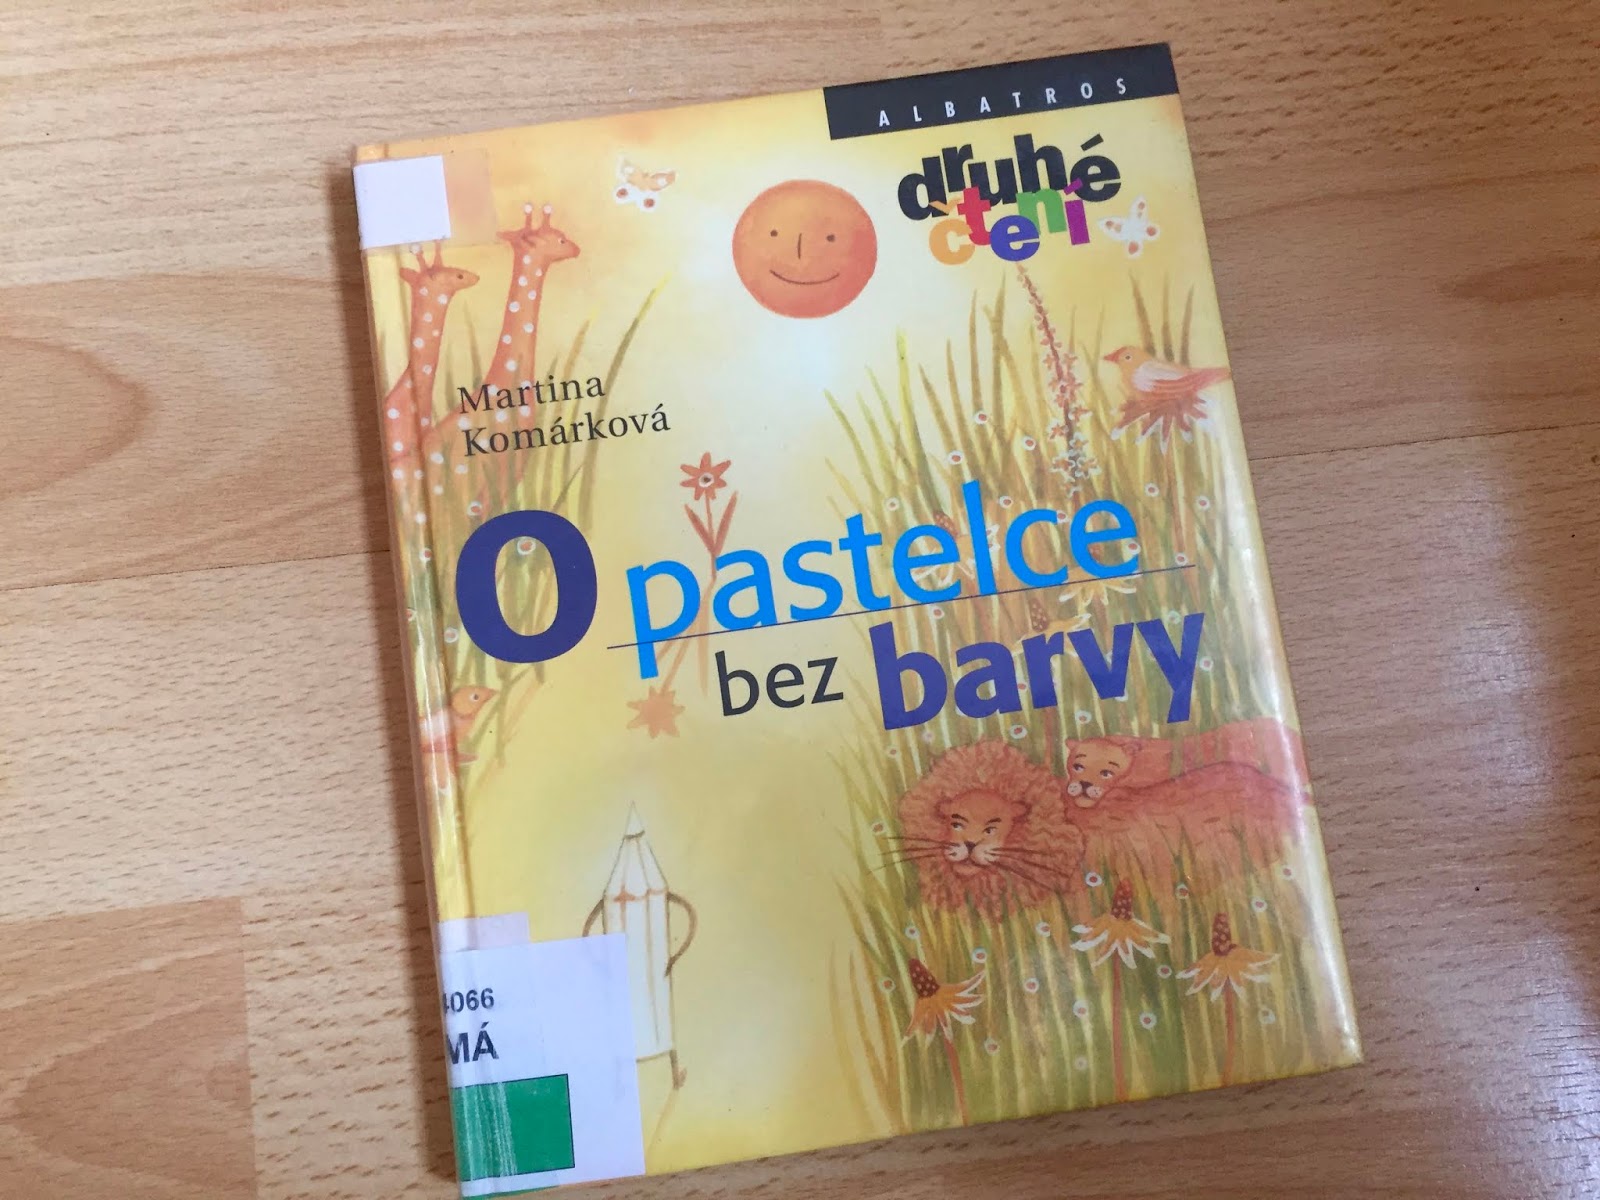 ALBATROS
druhé
čtení
Martina
Komárková
O pastelce
bez barvy
4066
MÁ